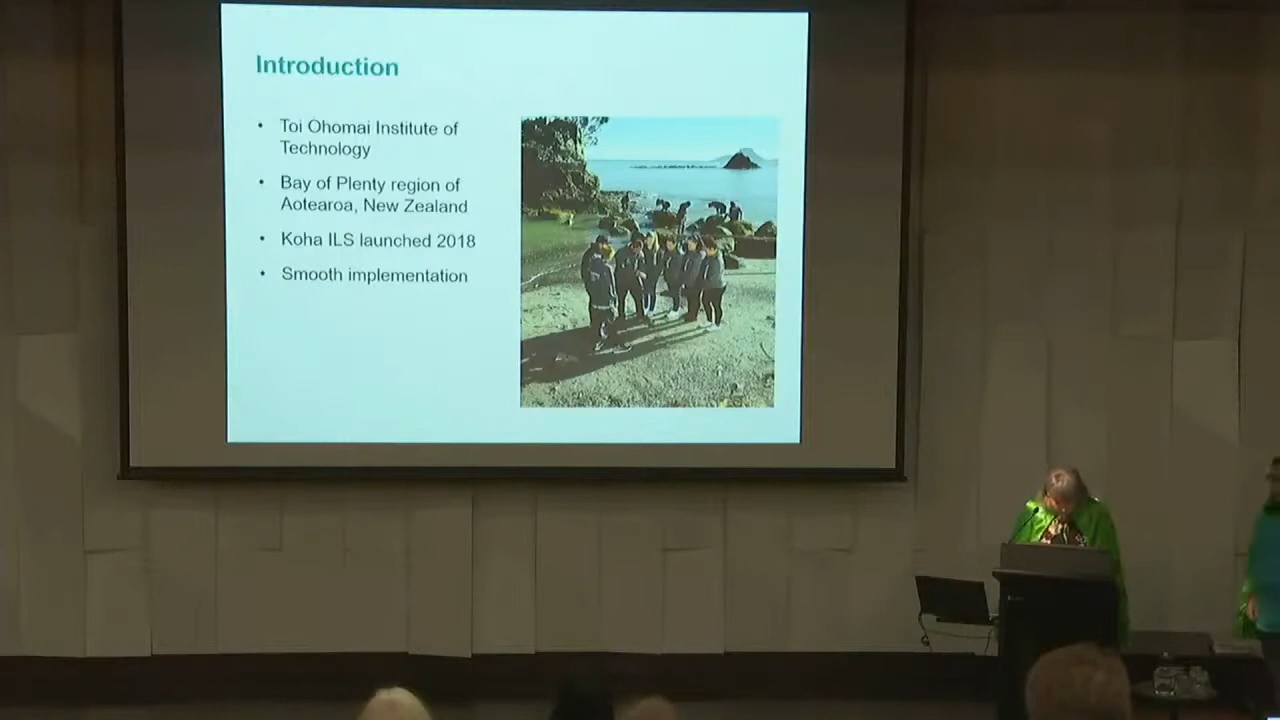 Introduction
• Toi Ohomai Institute of
Technology
• Bay of Plenty region of
Aotearoa, New Zealand
• Koha ILS launched 2018
• Smooth implementation